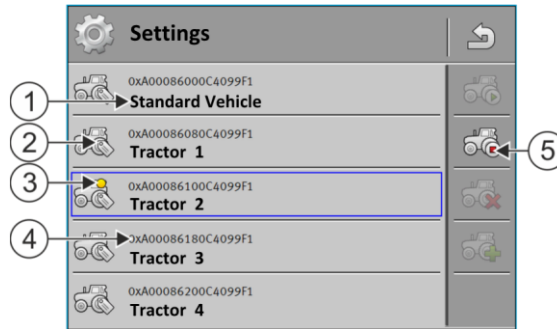 Settings
0xA00086000C4099F1
1
Standard Vehicle
0xA00086080C4099F1
2
Tractor 1
5
3
0xA00086100C4099F1
Tractor 2
4
0xA00086180C4099F1
Tractor 3
0xA00086200C4099F1
Tractor 4